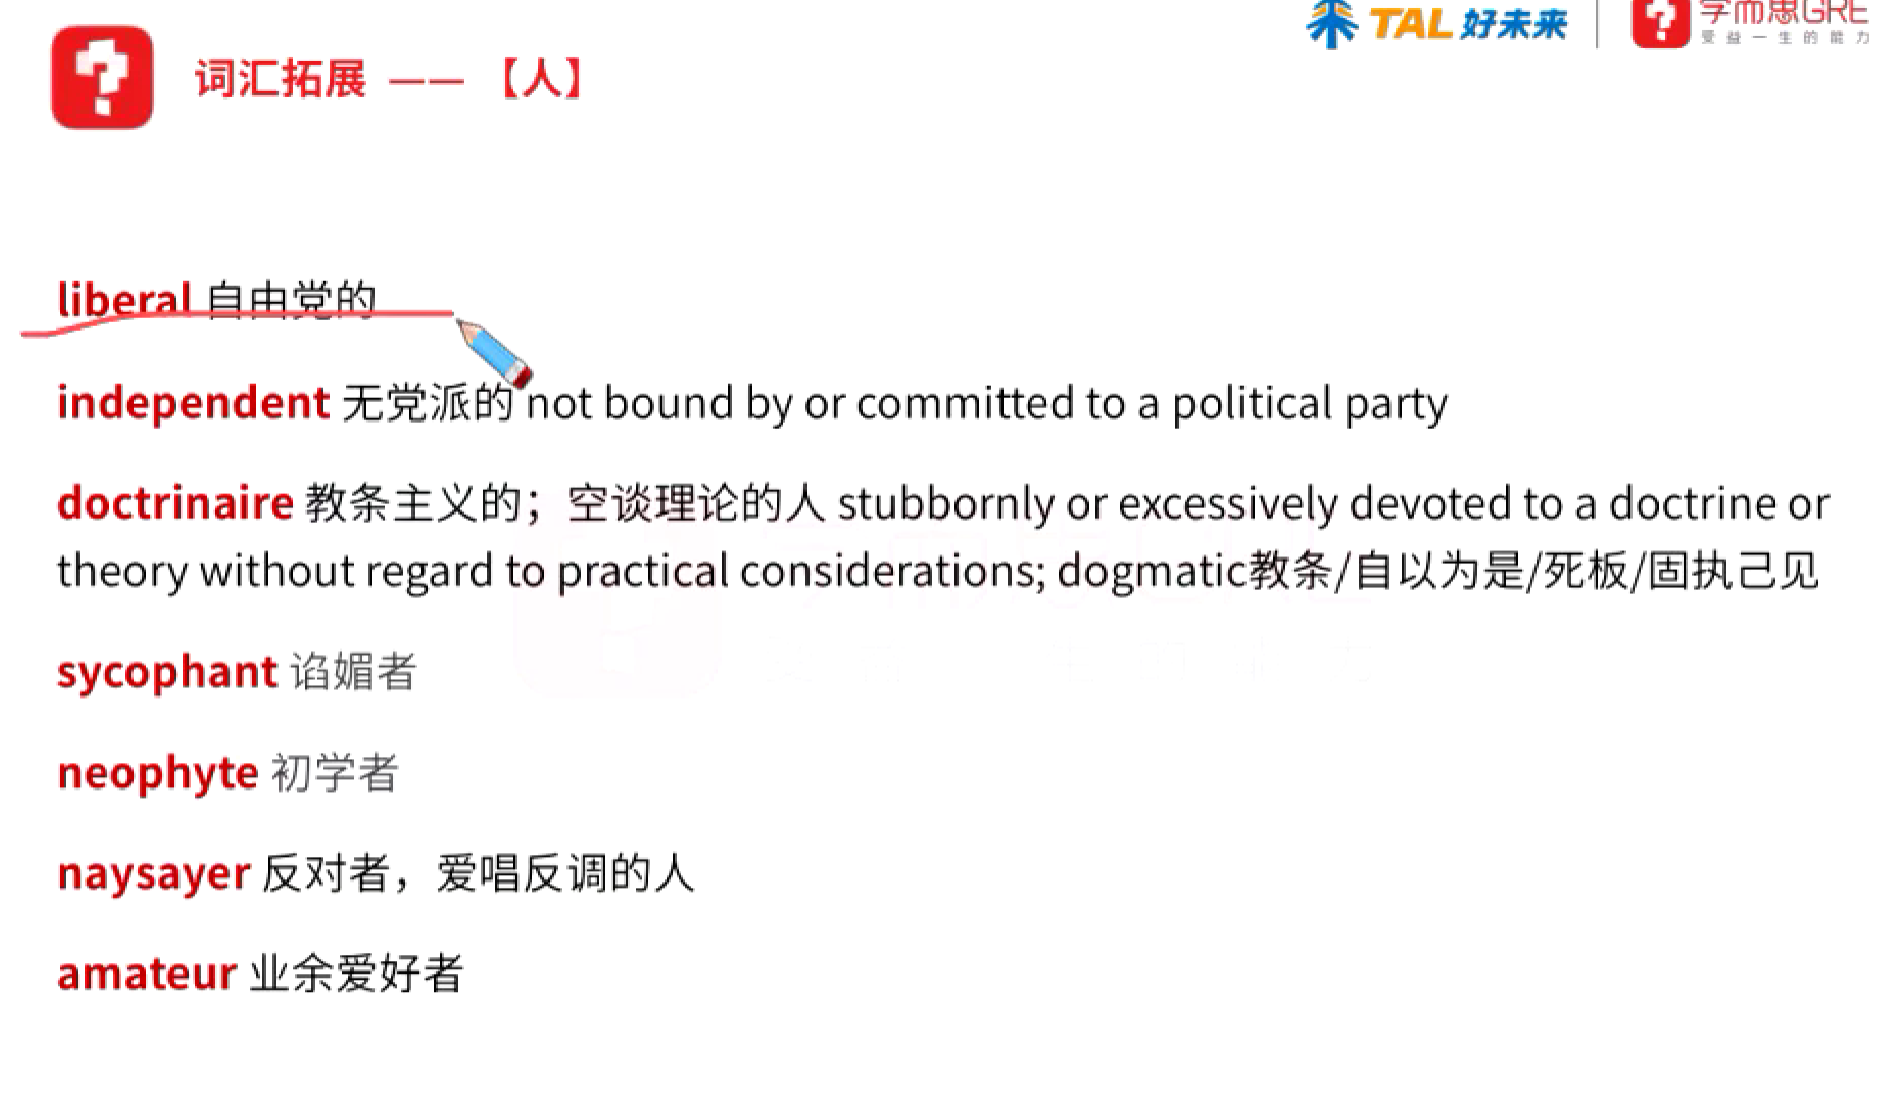 TAL 好未来
学而思GRE
受益一生的能力
词汇拓展 —— 【人】
liberal 自由党的
independent 无党派的 not bound by or committed to a political party
doctrinaire 教条主义的；空谈理论的人 stubbornly or excessively devoted to a doctrine or
theory without regard to practical considerations; dogmatic教条/自以为是/死板/固执己见
sycophant 谄媚者
neophyte 初学者
naysayer 反对者，爱唱反调的人
amateur 业余爱好者